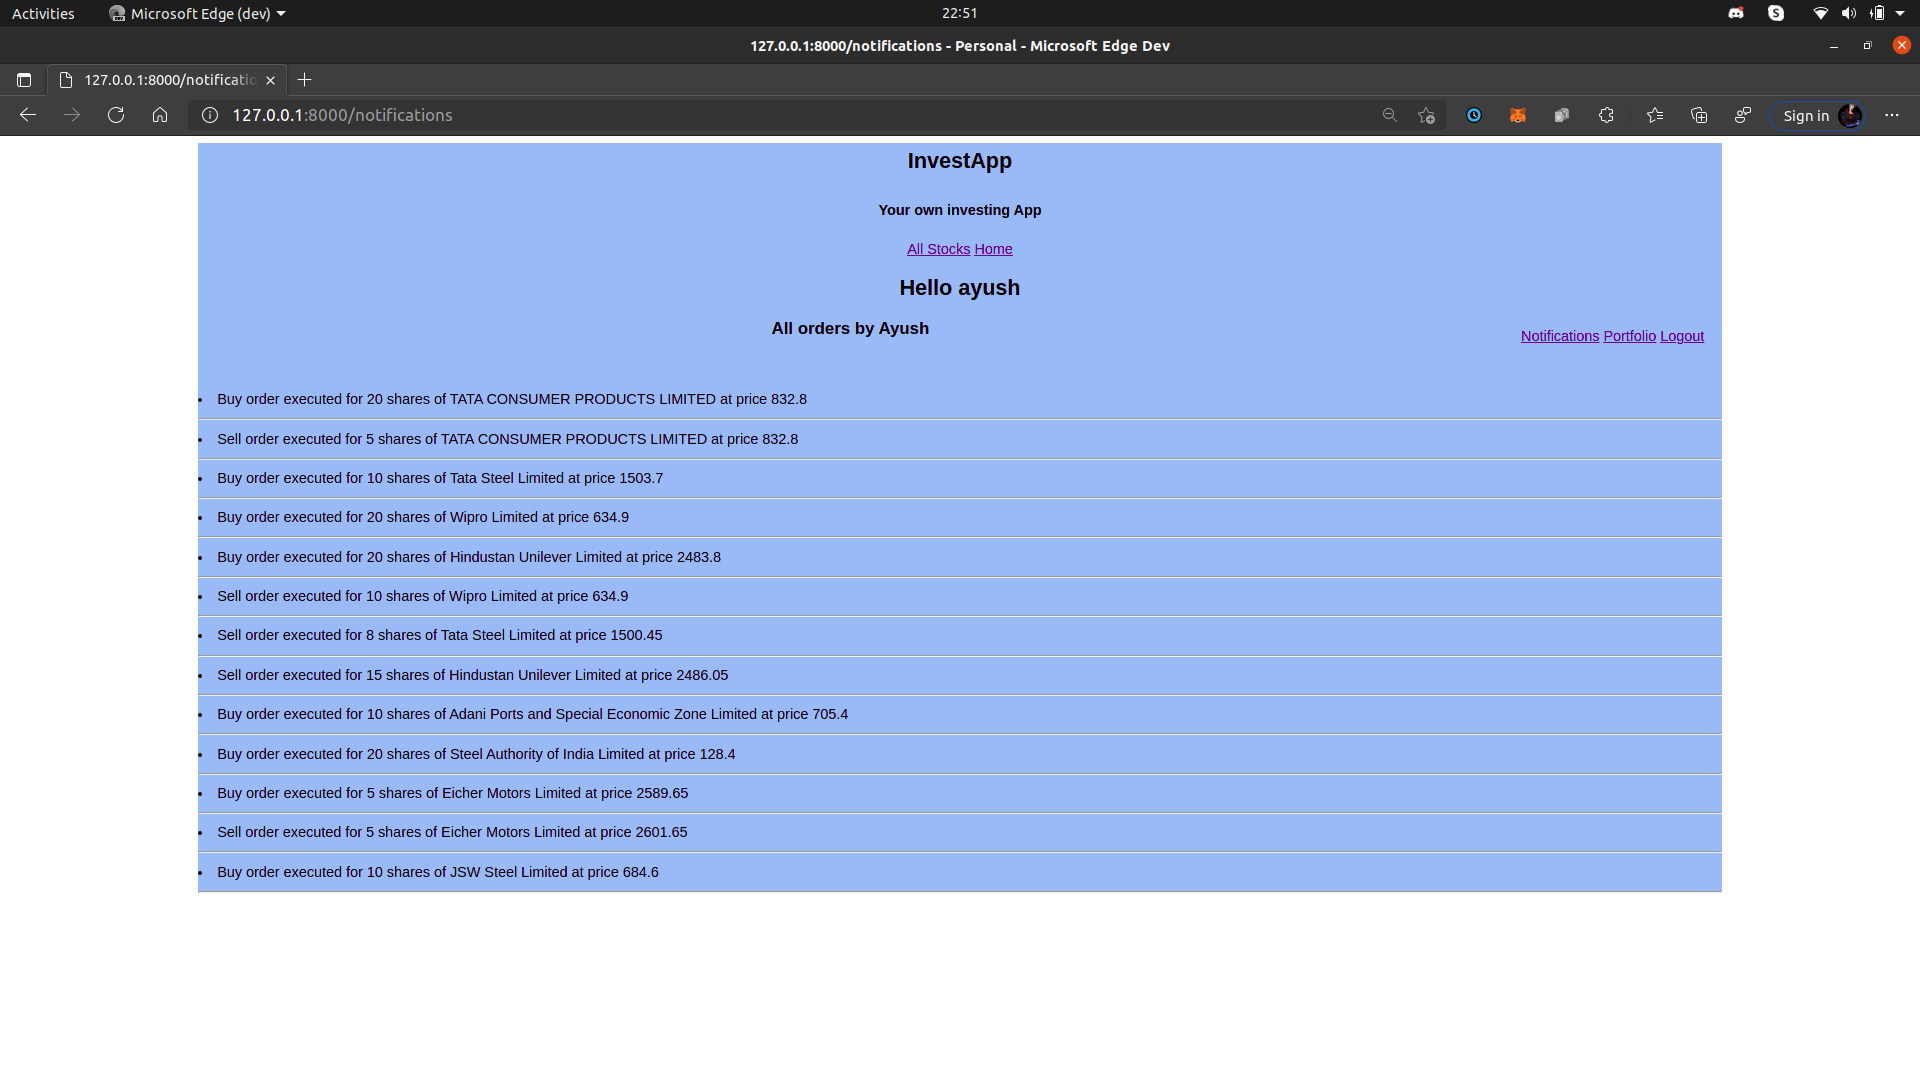 Activities Microsoft Edge (dev) 22:51
127.0.0.1:8000/notifications - Personal - Microsoft Edge Dev
127.0.0.1:8000/notificatio
127.0.0.1:8000/notifications Sign in
InvestApp
Your own investing App
All Stocks Home
Hello ayush
All orders by Ayush
Notifications Portfolio Logout
Buy order executed for 20 shares of TATA CONSUMER PRODUCTS LIMITED at price 832.8
Sell order executed for 5 shares of TATA CONSUMER PRODUCTS LIMITED at price 832.8
Buy order executed for 10 shares of Tata Steel Limited at price 1503.7
Buy order executed for 20 shares of Wipro Limited at price 634.9
Buy order executed for 20 shares of Hindustan Unilever Limited at price 2483.8
Sell order executed for 10 shares of Wipro Limited at price 634.9
Sell order executed for 8 shares of Tata Steel Limited at price 1500.45
Sell order executed for 15 shares of Hindustan Unilever Limited at price 2486.05
Buy order executed for 10 shares of Adani Ports and Special Economic Zone Limited at price 705.4
Buy order executed for 20 shares of Steel Authority of India Limited at price 128.4
Buy order executed for 5 shares of Eicher Motors Limited at price 2589.65
Sell order executed for 5 shares of Eicher Motors Limited at price 2601.65
Buy order executed for 10 shares of JSW Steel Limited at price 684.6